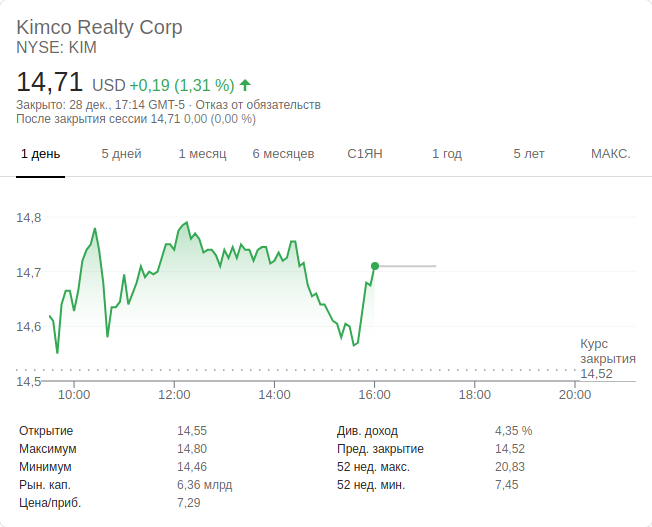 Kimco Realty Corp
NYSE: KIM
14,71 USD +0,19 (1,31 %)
Закрыто: 28 дек., 17:14 GMT-5 · Отказ от обязательств
После закрытия сессии 14,71 0,00 (0,00 %)
1 день 5 дней 1 месяц 6 месяцев С1ЯН 1 год 5 лет МАКС.
14,8
14,7
14,6
Курс
закрытия
14,52
14,5
10:00 12:00 14:00 16:00 18:00 20:00
Открытие 14,55 Див. доход 4,35 %
Максимум 14,80 Пред. закрытие 14,52
Минимум 14,46 52 нед. макс. 20,83
Рын. кап. 6,36 млрд 52 нед. мин. 7,45
Цена/приб. 7,29